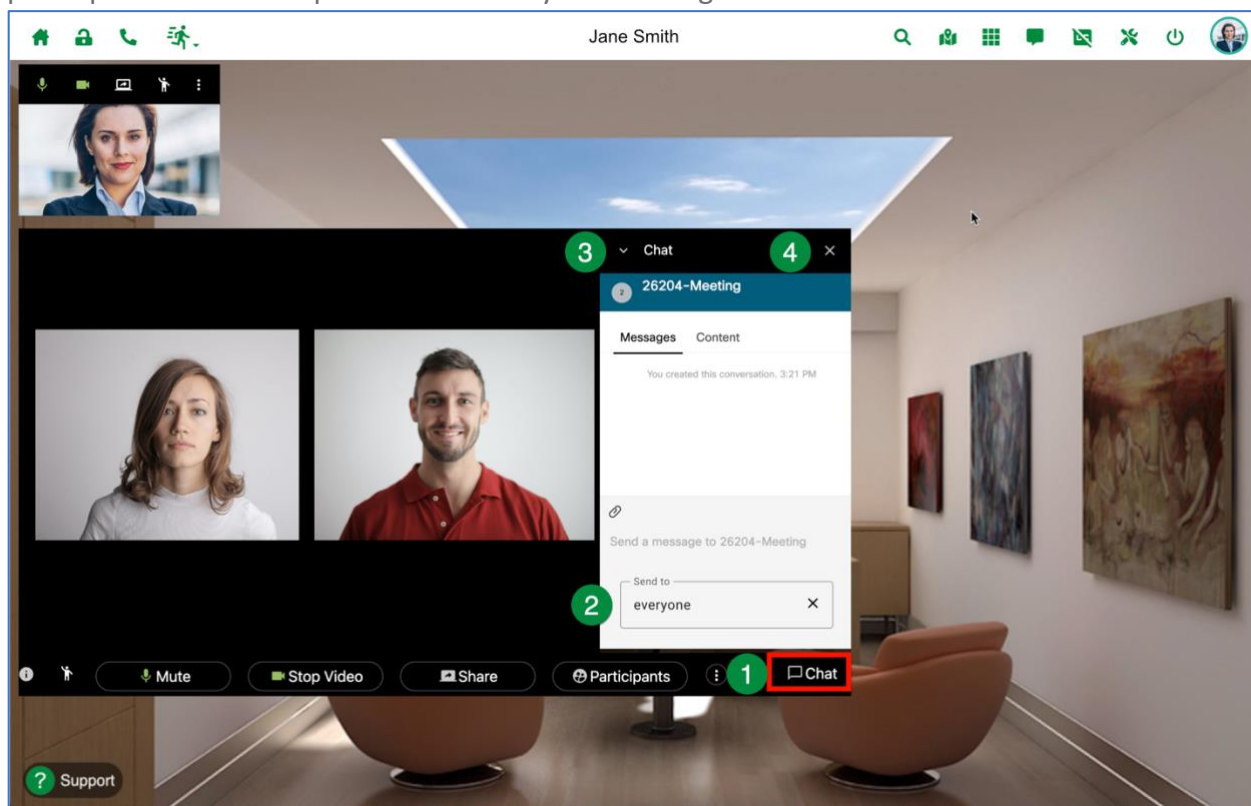 Jane Smith
3
Chat
4
2
26204-Meeting
Messages
Content
You created this conversation. 3:21 PM
Send a message to 26204-Meeting
Send to
2
everyone
Mute
Stop Video
Share
Participants
1
Chat
? Support